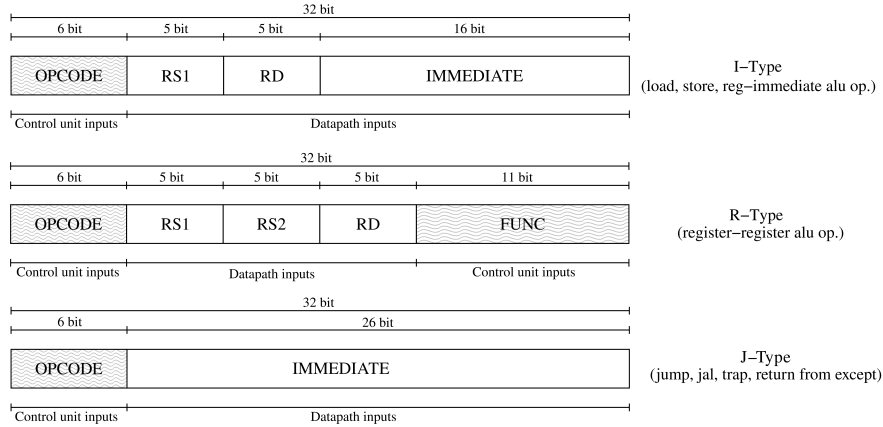 32 bit
6 bit 5 bit 5 bit 16 bit
OPCODE RS1 RD IMMEDIATE
I−Type
(load, store, reg−immediate alu op.)
Control unit inputs Datapath inputs
32 bit
6 bit 5 bit 5 bit 5 bit 11 bit
OPCODE RS1 RS2 RD FUNC
R−Type
(register−register alu op.)
Control unit inputs Datapath inputs Control unit inputs
32 bit
6 bit 26 bit
OPCODE IMMEDIATE
J−Type
(jump, jal, trap, return from except)
Control unit inputs Datapath inputs